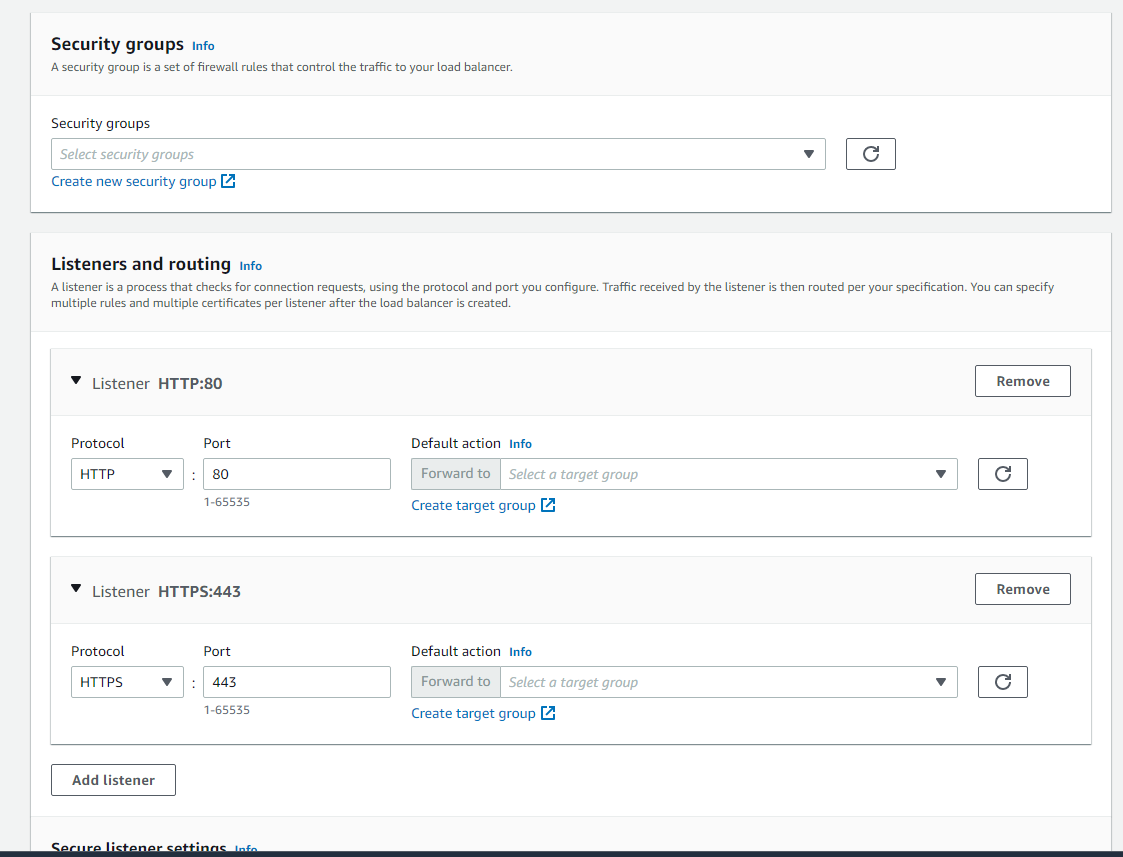 Security groups Info
A security group is a set of firewall rules that control the traffic to your load balancer.
Security groups
Select security groups
Create new security group
Listeners and routing Info
A listener is a process that checks for connection requests, using the protocol and port you configure. Traffic received by the listener is then routed per your specification. You can specify
multiple rules and multiple certificates per listener after the load balancer is created.
Listener HTTP:80 Remove
Protocol Port Default action Info
HTTP : 80 Forward to Select a target group
1-65535 Create target group
Listener HTTPS:443 Remove
Protocol Port Default action Info
HTTPS : 443 Forward to Select a target group
1-65535 Create target group
Add listener
Secure listener settings Info